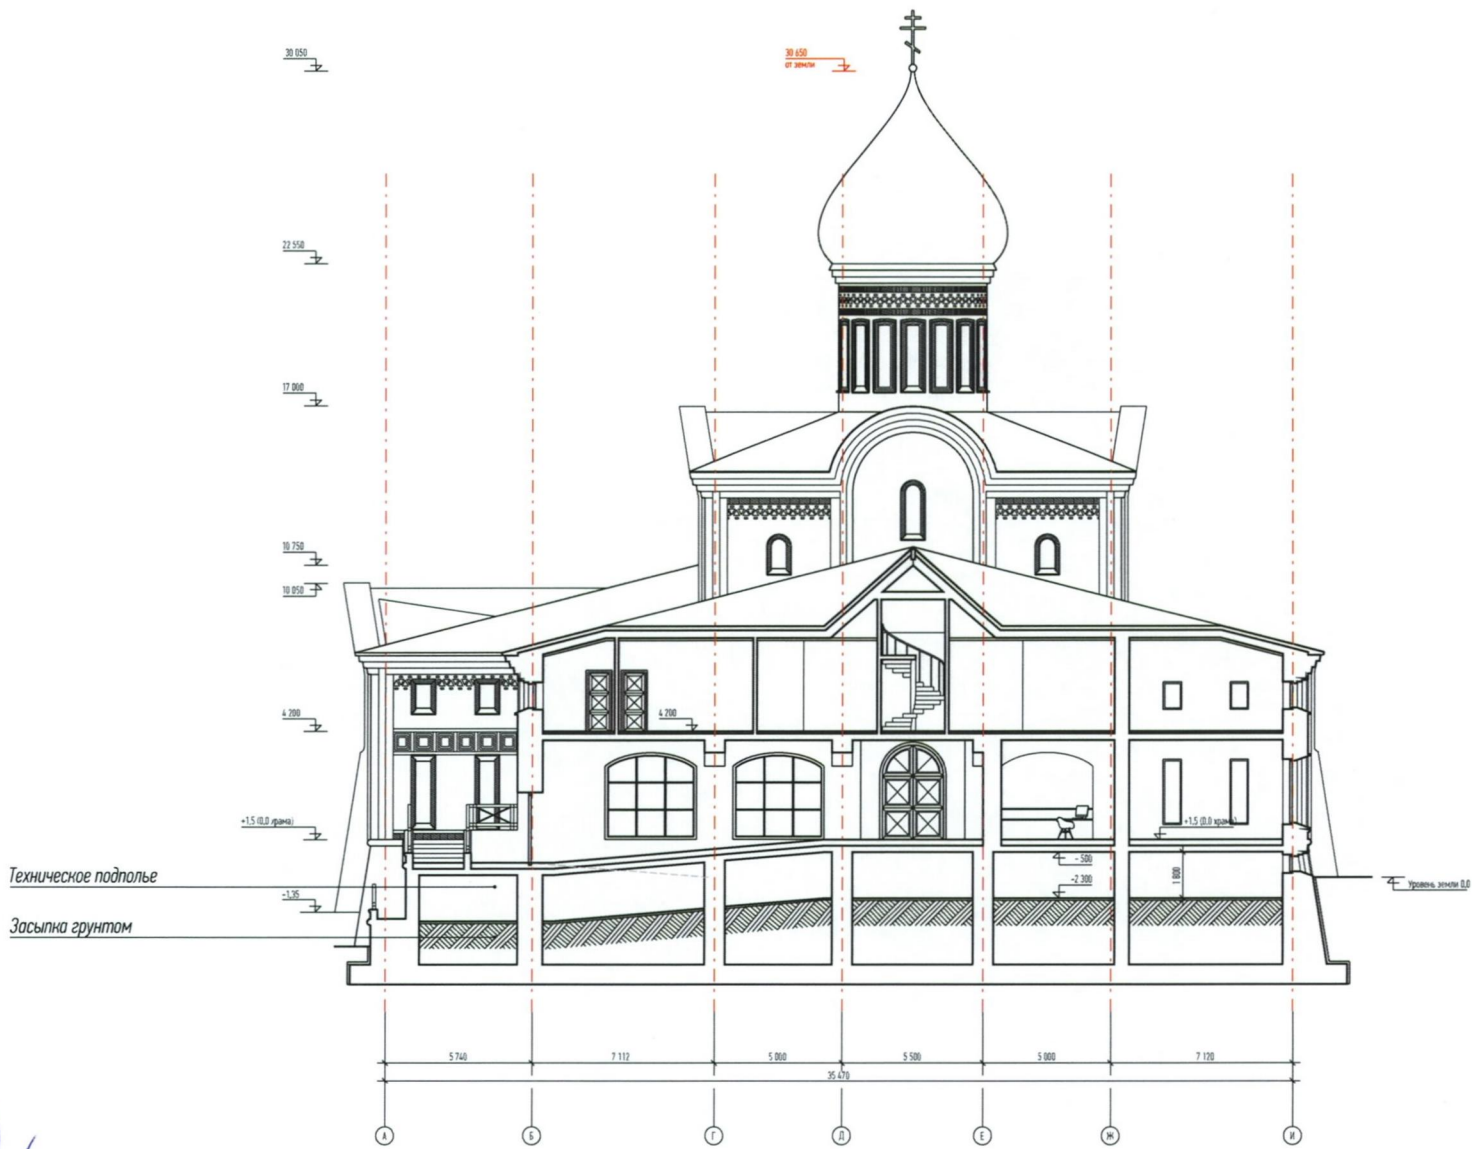 30 050
30 650
от земли
22 550
17 000
10 750
10 050
4 200
4 200
+1.5 (0,0 храма)
+1.5 (0,0 храма)
Техническое подполье
-500
-2 300
1 800
Уровень земли 0,0
-1,35
Засыпка грунтом
5 740
7 112
5 000
5 500
5 000
7 120
35 470
А
Б
Г
Д
Е
Ж
И